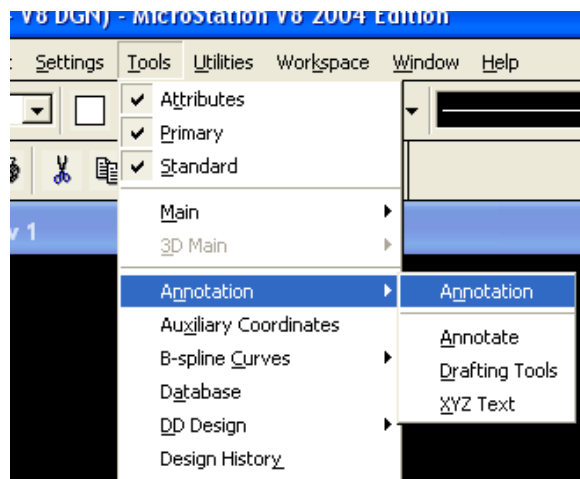 V8 DGN) - MicroStation V8 2004 Edition
Settings Tools Utilities Workspace Window Help
Attributes
Primary
Standard
Main
3D Main
Annotation
Auxiliary Coordinates
B-spline Curves
Database
DD Design
Design History
Annotation
Annotate
Drafting Tools
XYZ Text
1